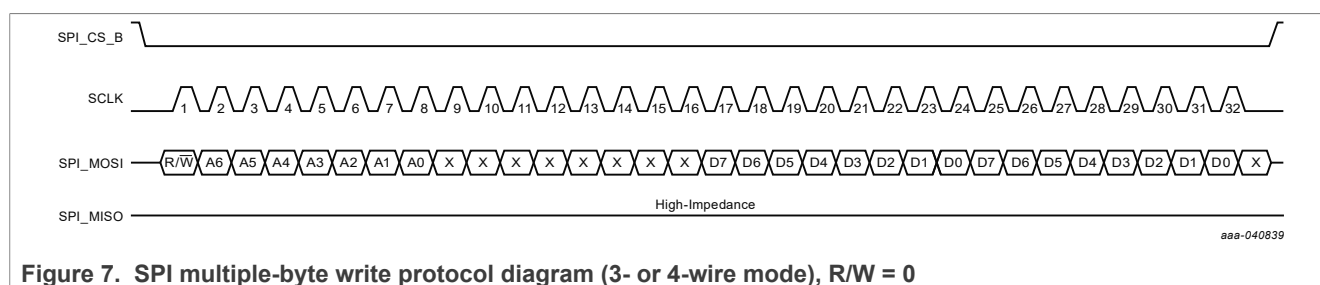 SPI_CS_B
SCLK 1 2 3 4 5 6 7 8 9 10 11 12 13 14 15 16 17 18 19 20 21 22 23 24 25 26 27 28 29 30 31 32
SPI_MOSI R/W̅ A6 A5 A4 A3 A2 A1 A0 X X X X X X X X D7 D6 D5 D4 D3 D2 D1 D0 D7 D6 D5 D4 D3 D2 D1 D0 X
High-Impedance
SPI_MISO
aaa-040839
Figure 7. SPI multiple-byte write protocol diagram (3- or 4-wire mode), R/W = 0